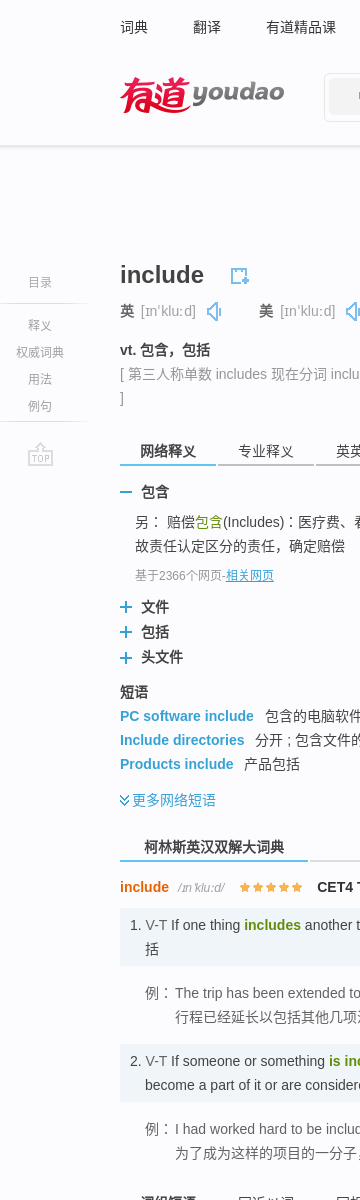 词典 翻译 有道精品课
有道 youdao
include
目录
英 [ɪnˈkluːd] 美 [ɪnˈkluːd]
释义
vt. 包含，包括
权威词典
[ 第三人称单数 includes 现在分词
用法
]
例句
TOP
网络释义 专业释义 英英
包含
另： 赔偿包含(Includes)：医疗费、
故责任认定区分的责任，确定赔偿
基于2366个网页-相关网页
文件
包括
头文件
短语
PC software include 包含的电脑软件
Include directories 分开 ; 包含文件的
Products include 产品包括
更多网络短语
柯林斯英汉双解大词典
include /ɪnˈkluːd/ CET4
1. V-T If one thing includes another
括
例： The trip has been extended to
行程已经延长以包括其他几项
2. V-T If someone or something is
become a part of it or are
例： I had worked hard to be
为了成为这样的项目的一分子